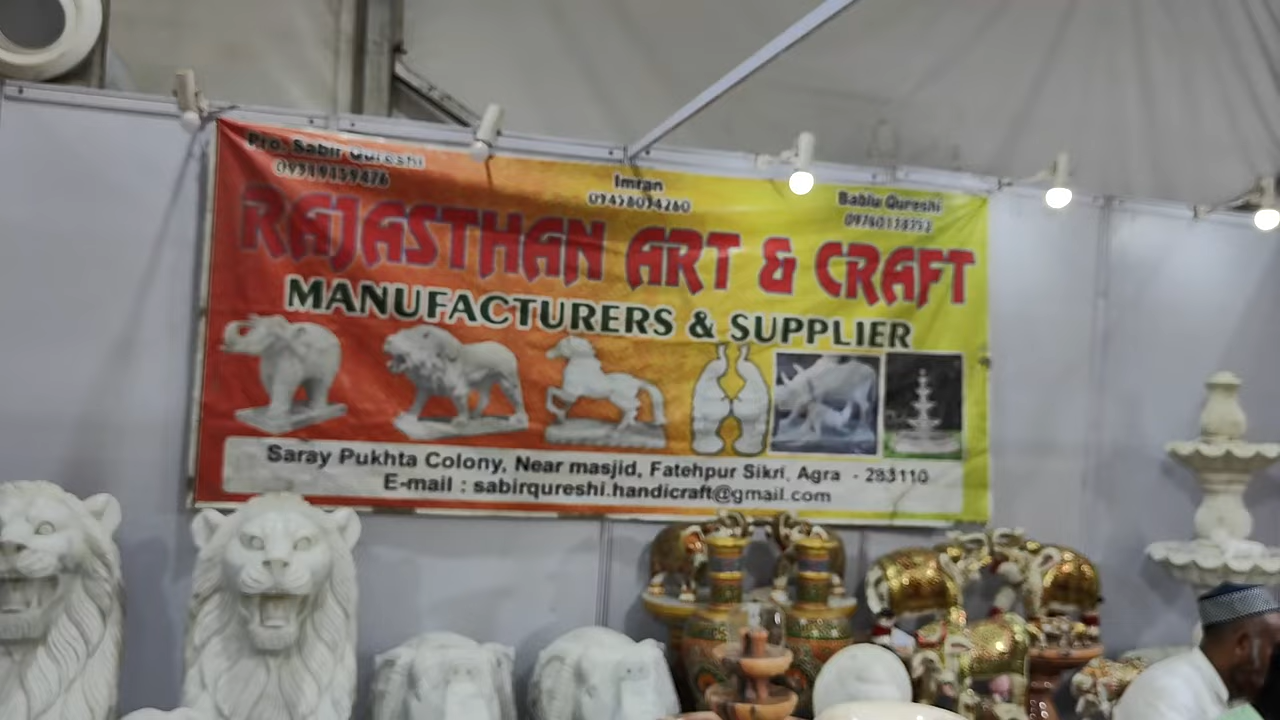 Pro. Sabir Qureshi
Imran
09458034260
Bablu Qureshi
RAJASTHAN ART & CRAFT
MANUFACTURERS & SUPPLIER
Saray Pukhta Colony, Near masjid, Fatehpur Sikri, Agra - 283110
E-mail : sabirqureshi.handicraft@gmail.com